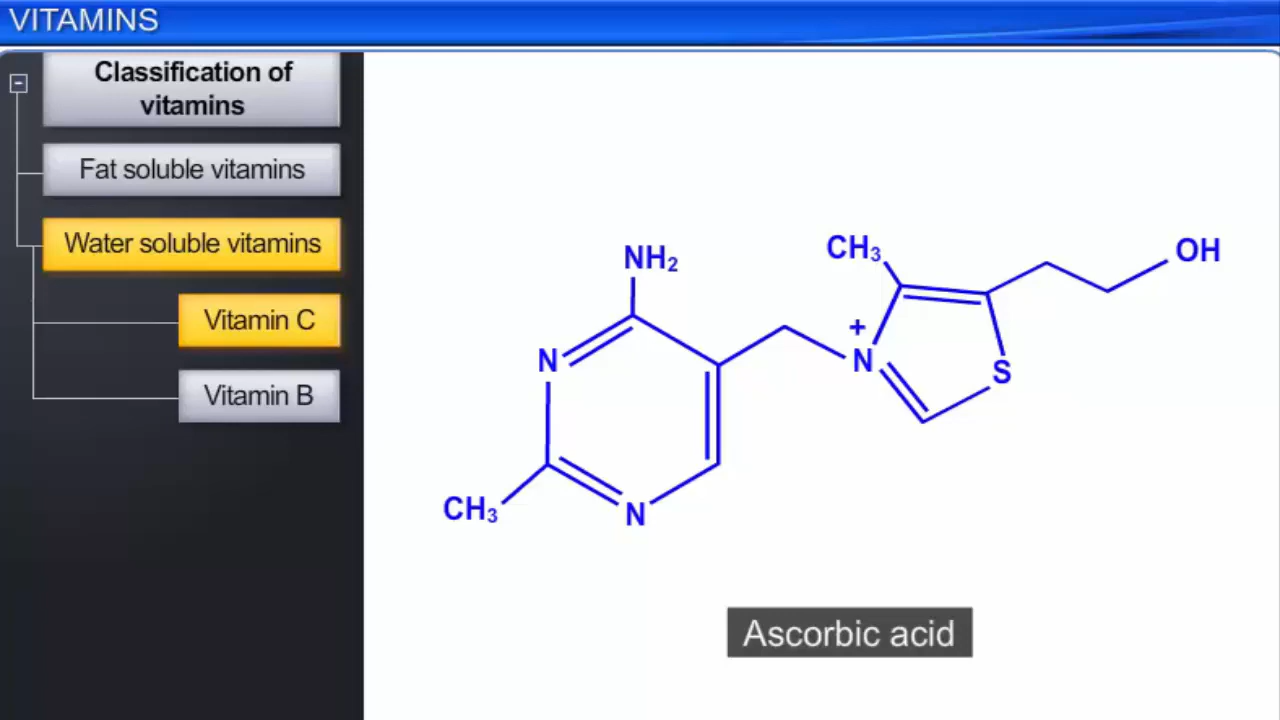 VITAMINS
Classification of
vitamins
Fat soluble vitamins
Water soluble vitamins
Vitamin C
Vitamin B
NH₂
CH₃
OH
+
N
N
S
CH₃
N
Ascorbic acid